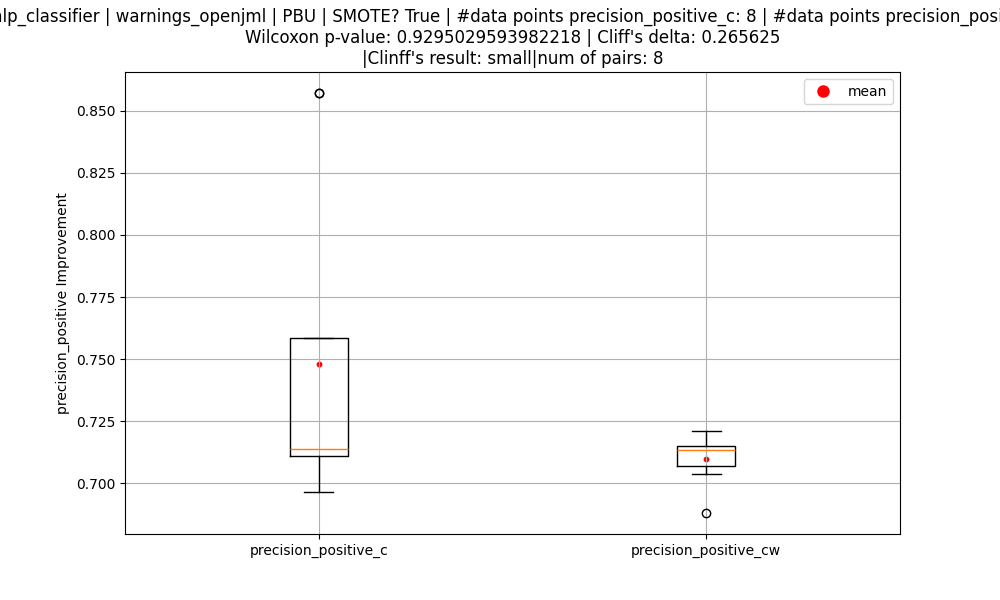 lp_classifier | warnings_openjml | PBU | SMOTE? True | #data points precision_positive_c: 8 | #data points
Wilcoxon p-value: 0.9295029593982218 | Cliff's delta: 0.265625
|Clinff's result: small|num of pairs: 8
mean
0.850
0.825
0.800
0.775
0.750
0.725
0.700
precision_positive Improvement
precision_positive_c
precision_positive_cw